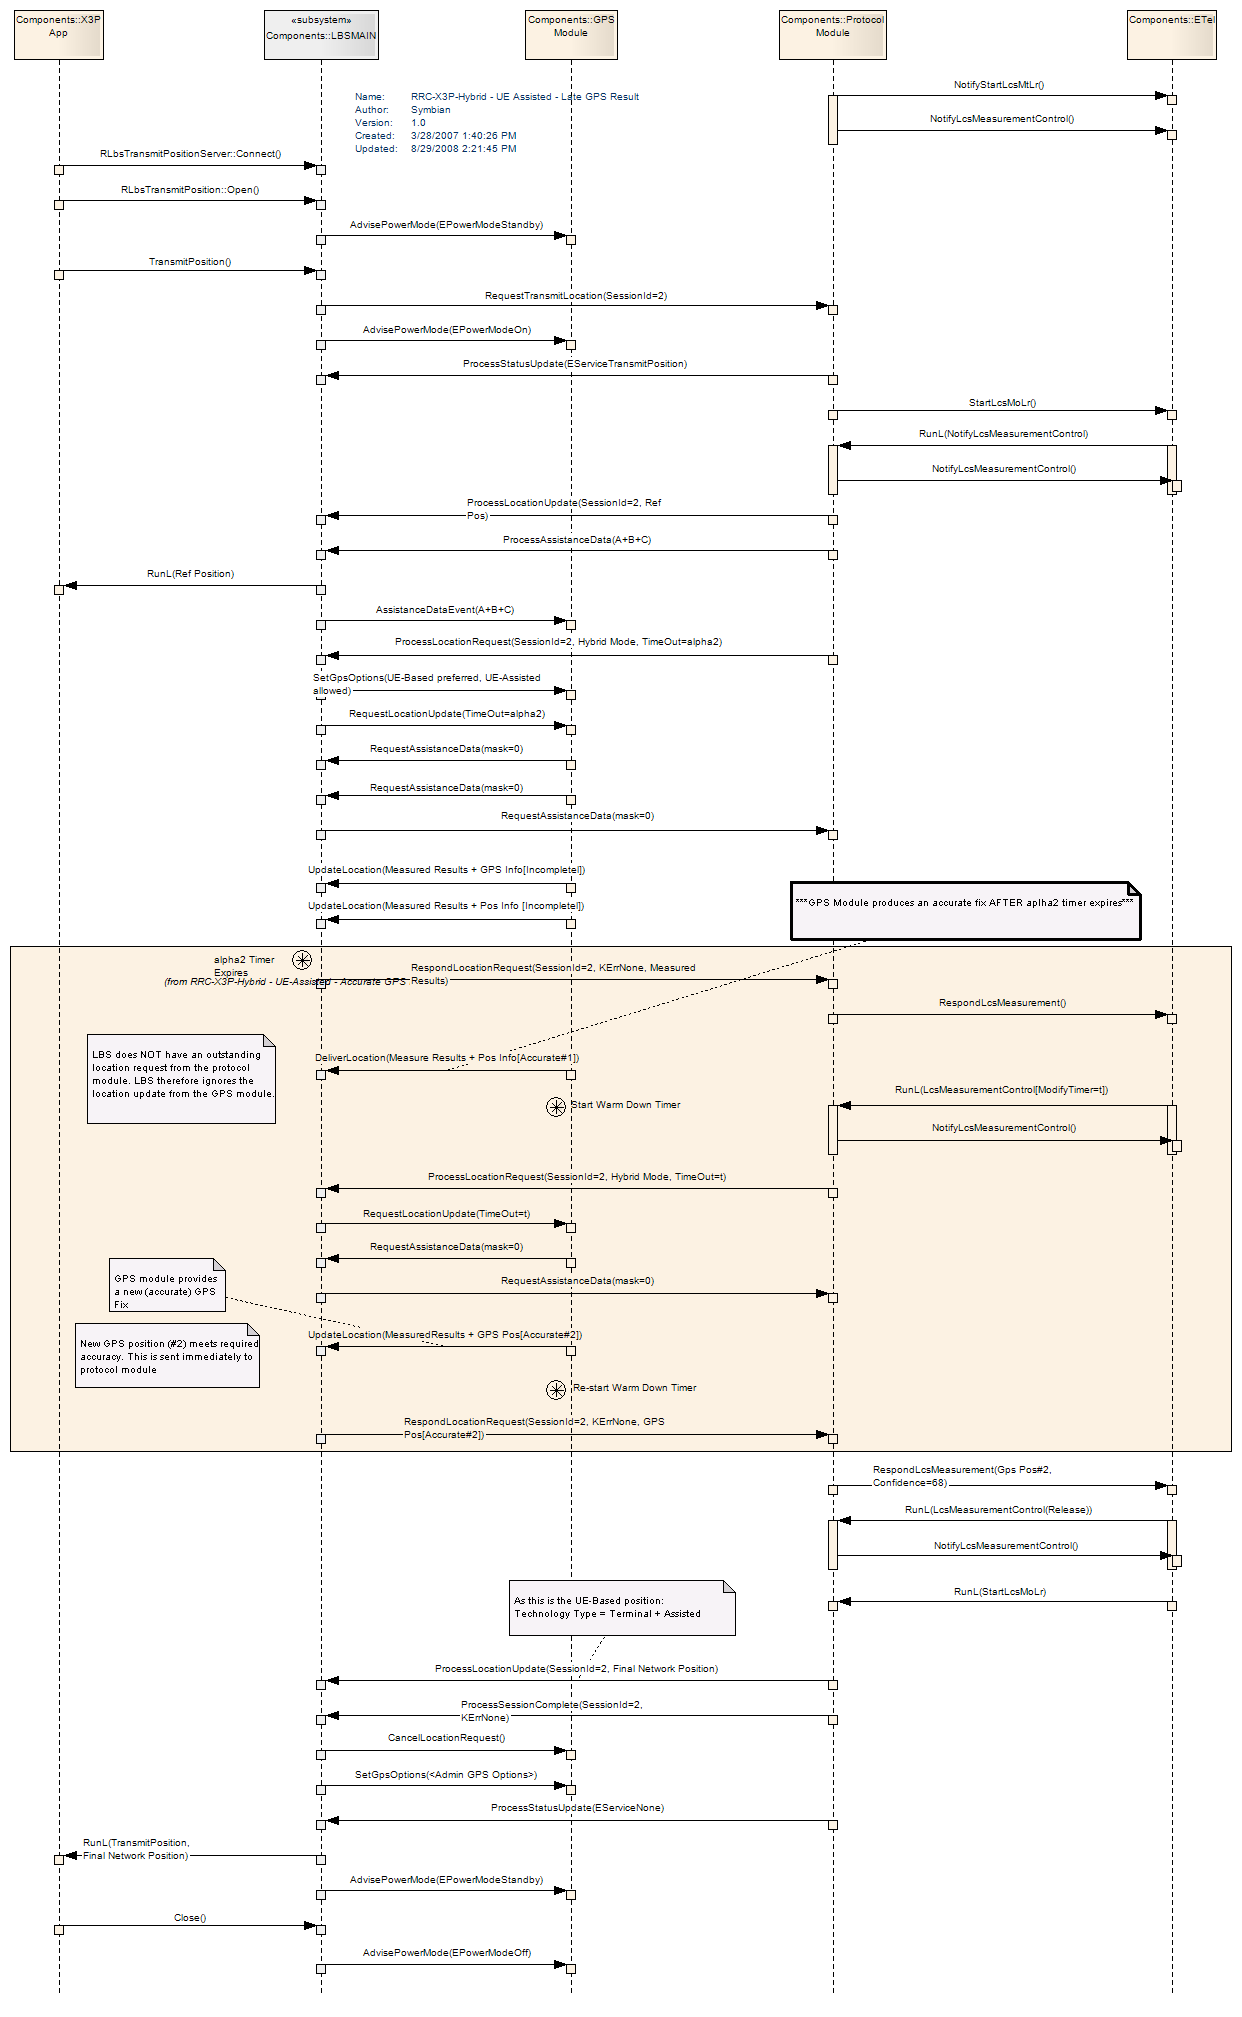 Components::X3P
App
«subsystem»
Components::LBSMAIN
Components::GPS
Module
Components::Protocol
Module
Components::ETel
Name: RRC-X3P-Hybrid - UE Assisted - Late GPS Result
Author: Symbian
Version: 1.0
Created: 3/28/2007 1:40:26 PM
Updated: 8/29/2008 2:21:45 PM
NotifyStartLcsMtLr()
NotifyLcsMeasurementControl()
RLbsTransmitPositionServer::Connect()
RLbsTransmitPosition::Open()
AdvisePowerMode(EPowerModeStandby)
TransmitPosition()
RequestTransmitLocation(SessionId=2)
AdvisePowerMode(EPowerModeOn)
ProcessStatusUpdate(EServiceTransmitPosition)
StartLcsMoLr()
RunL(NotifyLcsMeasurementControl)
NotifyLcsMeasurementControl()
ProcessLocationUpdate(SessionId=2, Ref
Pos)
ProcessAssistanceData(A+B+C)
RunL(Ref Position)
AssistanceDataEvent(A+B+C)
ProcessLocationRequest(SessionId=2, Hybrid Mode, TimeOut=alpha2)
SetGpsOptions(UE-Based preferred, UE-Assisted
allowed)
RequestLocationUpdate(TimeOut=alpha2)
RequestAssistanceData(mask=0)
RequestAssistanceData(mask=0)
RequestAssistanceData(mask=0)
UpdateLocation(Measured Results + GPS Info[Incompletel])
***GPS Module produces an accurate fix AFTER aplha2 timer expires***
UpdateLocation(Measured Results + Pos Info [Incompletel])
alpha2 Timer
Expires
(from RRC-X3P-Hybrid - UE-Assisted - Accurate GPS
RespondLocationRequest(SessionId=2, KErrNone, Measured
Results)
RespondLcsMeasurement()
LBS does NOT have an outstanding
location request from the protocol
module. LBS therefore ignores the
location update from the GPS module.
DeliverLocation(Measure Results + Pos Info[Accurate#1])
RunL(LcsMeasurementControl[ModifyTimer=t])
Start Warm Down Timer
NotifyLcsMeasurementControl()
ProcessLocationRequest(SessionId=2, Hybrid Mode, TimeOut=t)
RequestLocationUpdate(TimeOut=t)
RequestAssistanceData(mask=0)
RequestAssistanceData(mask=0)
GPS module provides
a new (accurate) GPS
Fix
UpdateLocation(MeasuredResults + GPS Pos[Accurate#2])
New GPS position (#2) meets required
accuracy. This is sent immediately to
protocol module
Re-start Warm Down Timer
RespondLocationRequest(SessionId=2, KErrNone, GPS
Pos[Accurate#2])
RespondLcsMeasurement(Gps Pos#2,
Confidence=68)
RunL(LcsMeasurementControl(Release))
NotifyLcsMeasurementControl()
RunL(StartLcsMoLr)
As this is the UE-Based position:
Technology Type = Terminal + Assisted
ProcessLocationUpdate(SessionId=2, Final Network Position)
ProcessSessionComplete(SessionId=2,
KErrNone)
CancelLocationRequest()
SetGpsOptions(<Admin GPS Options>)
ProcessStatusUpdate(EServiceNone)
RunL(TransmitPosition,
Final Network Position)
AdvisePowerMode(EPowerModeStandby)
Close()
AdvisePowerMode(EPowerModeOff)